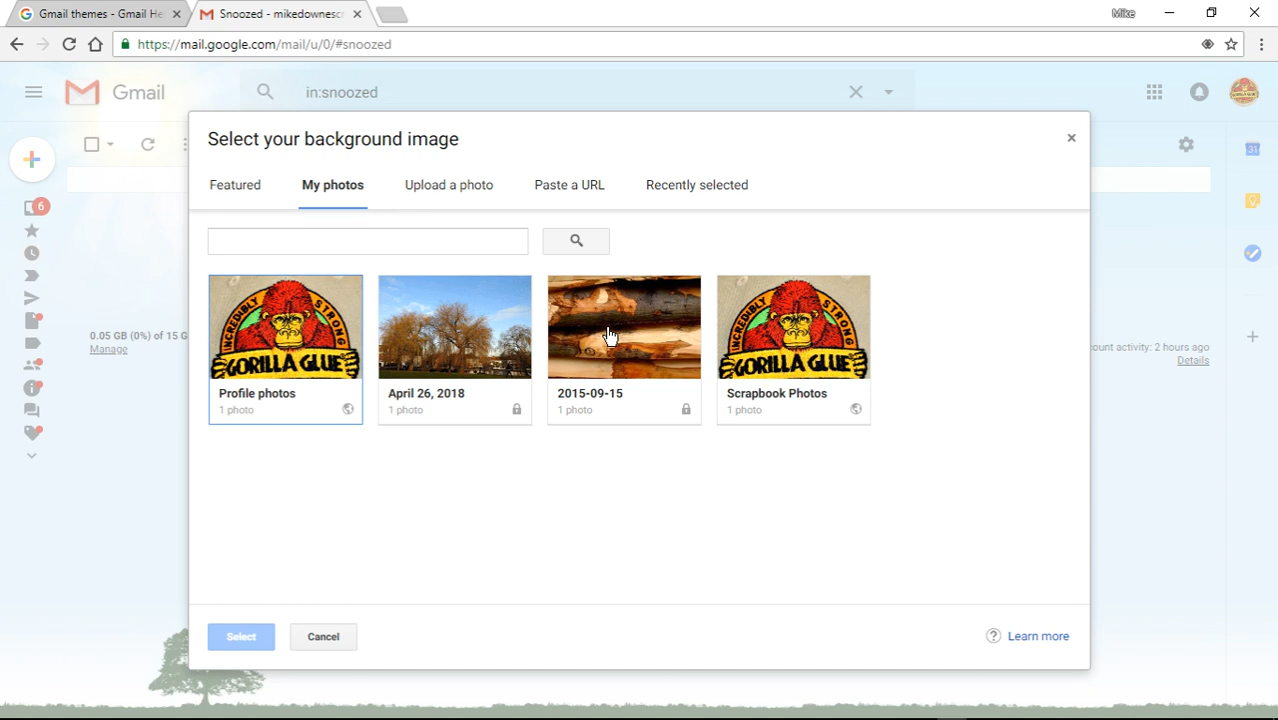 Gmail themes - Gmail He
Snoozed - mikedownesc
Mike
https://mail.google.com/mail/u/0/#snoozed
Gmail
in:snoozed
Select your background image
Featured
My photos
Upload a photo
Paste a URL
Recently selected
31
6
INCREDIBLY STRONG
GORILLA GLUE
INCREDIBLY STRONG
GORILLA GLUE
0.05 GB (0%) of 15 G
Manage
ount activity: 2 hours ago
Details
Profile photos
1 photo
April 26, 2018
1 photo
2015-09-15
1 photo
Scrapbook Photos
1 photo
Select
Cancel
Learn more